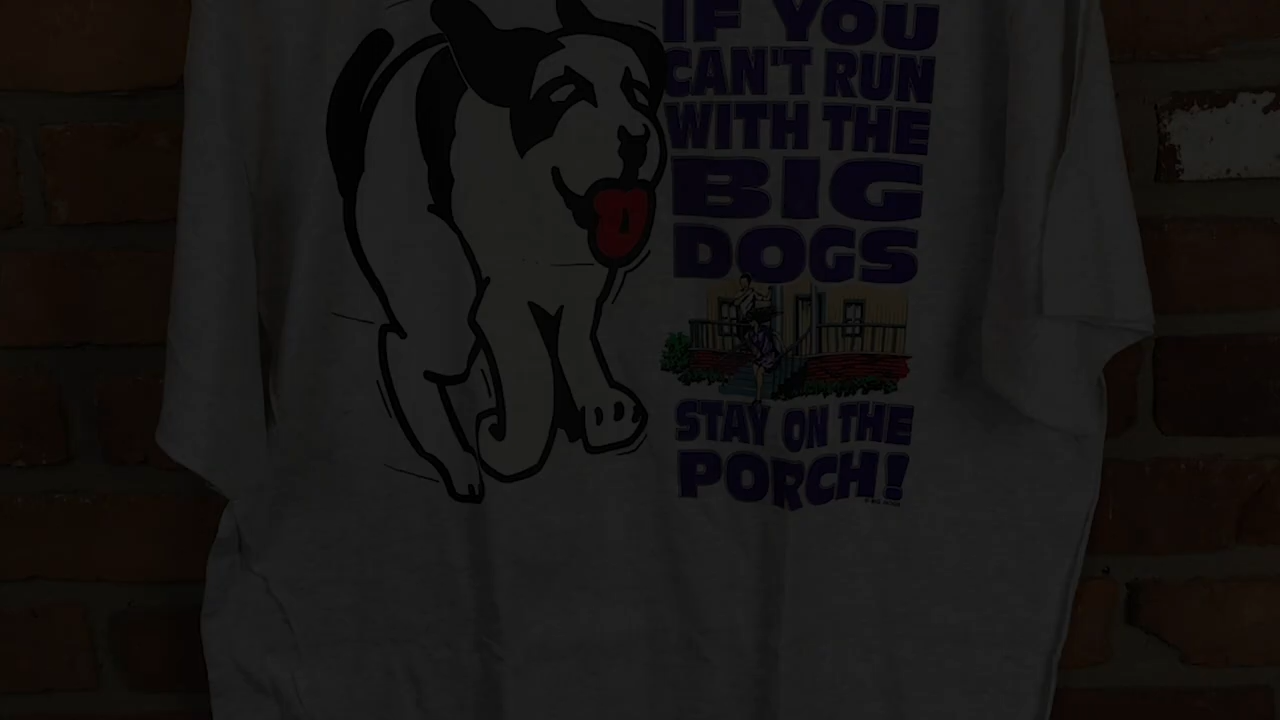 IF YOU
CAN'T RUN
WITH THE
BIG
DOGS
STAY ON THE
PORCH!